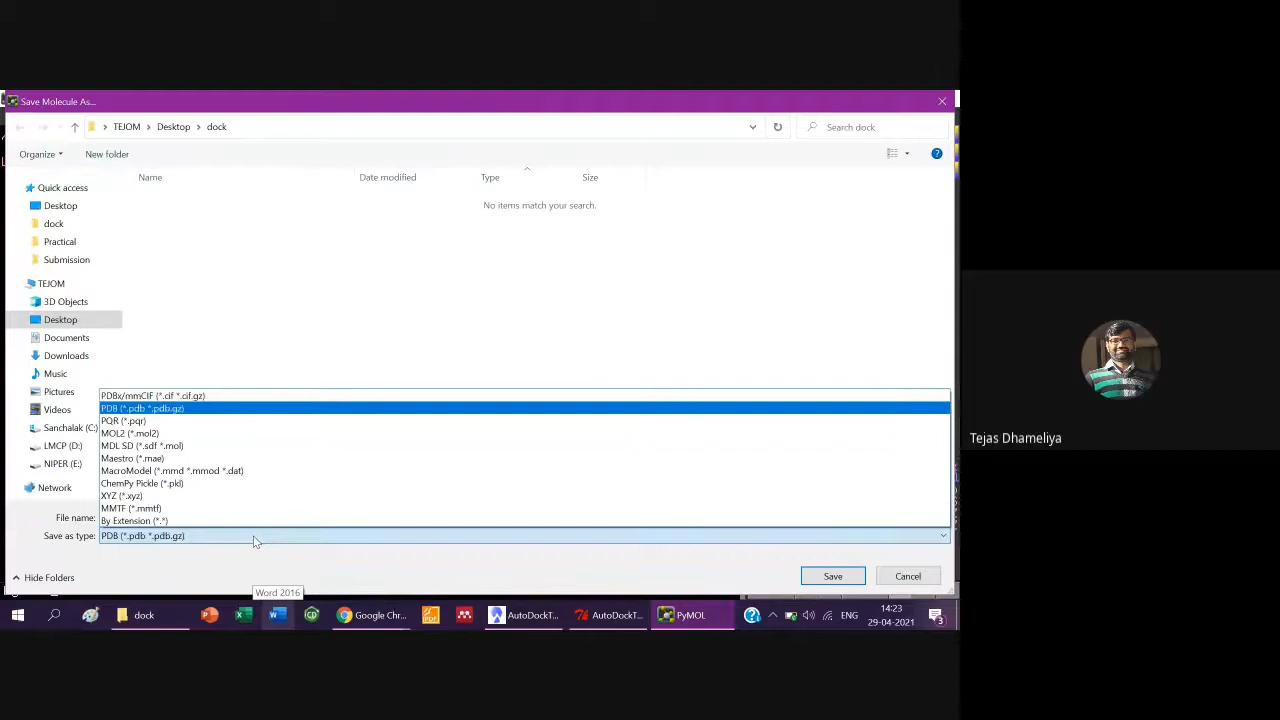 Save Molecule As...
TEJOM
Desktop
dock
Search dock
Organize
New folder
Name
Date modified
Type
Size
No items match your search.
Quick access
Desktop
dock
Practical
Submission
TEJOM
3D Objects
Desktop
Documents
Downloads
Music
Pictures
Videos
Sanchalak (C:)
LMCP (D:)
NIPER (E:)
Network
PDBx/mmCIF (*.cif *.cif.gz)
PDB (*.pdb *.pdb.gz)
PQR (*.pqr)
MOL2 (*.mol2)
MDL SD (*.sdf *.mol)
Maestro (*.mae)
MacroModel (*.mmd *.mmod *.dat)
ChemPy Pickle (*.pkl)
XYZ (*.xyz)
MMTF (*.mmtf)
By Extension (*.*)
File name:
Save as type: PDB (*.pdb *.pdb.gz)
Hide Folders
Save
Cancel
Word 2016
dock
Google Chr...
AutoDockT...
AutoDockT...
PyMOL
ENG
14:23
29-04-2021
3
Tejas Dhameliya